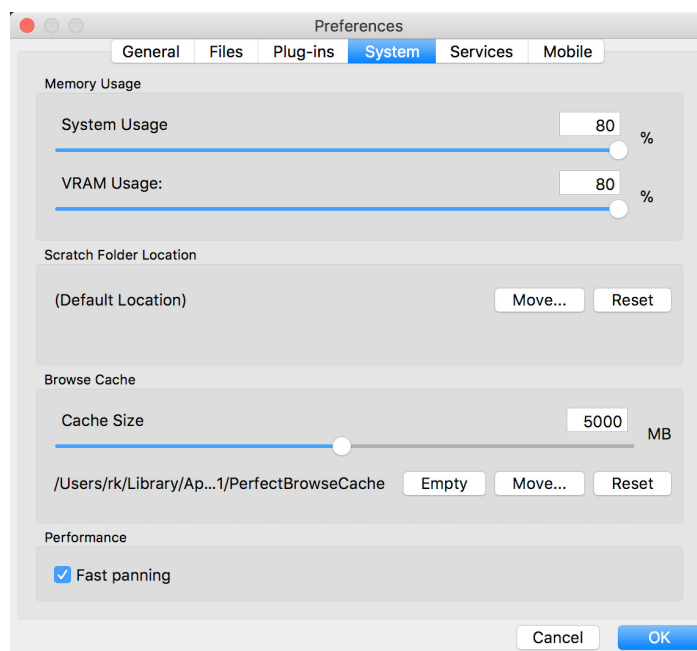 Preferences
General Files Plug-ins System Services Mobile
Memory Usage
System Usage 80 %
VRAM Usage: 80 %
Scratch Folder Location
(Default Location) Move... Reset
Browse Cache
Cache Size 5000 MB
/Users/rk/Library/Ap...1/PerfectBrowseCache Empty Move... Reset
Performance
Fast panning
Cancel OK